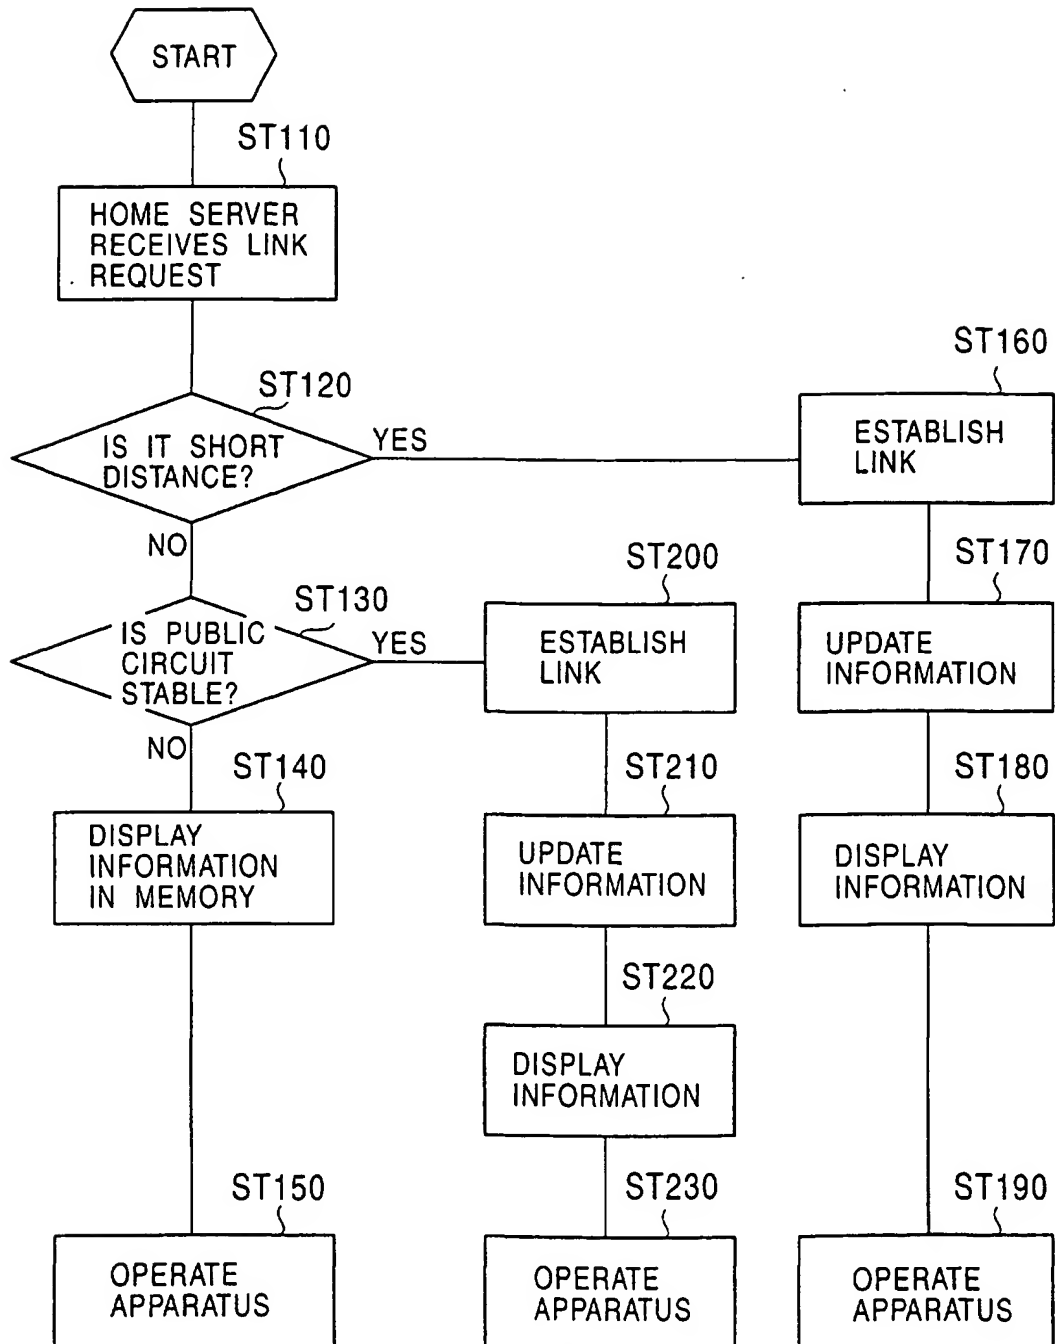 START
ST110
HOME SERVER
RECEIVES LINK
REQUEST
ST120
IS IT SHORT
DISTANCE?
YES
NO
ST160
ESTABLISH
LINK
ST130
IS PUBLIC
CIRCUIT
STABLE?
YES
NO
ST200
ESTABLISH
LINK
ST170
UPDATE
INFORMATION
ST140
DISPLAY
INFORMATION
IN MEMORY
ST210
UPDATE
INFORMATION
ST180
DISPLAY
INFORMATION
ST220
DISPLAY
INFORMATION
ST150
OPERATE
APPARATUS
ST230
OPERATE
APPARATUS
ST190
OPERATE
APPARATUS